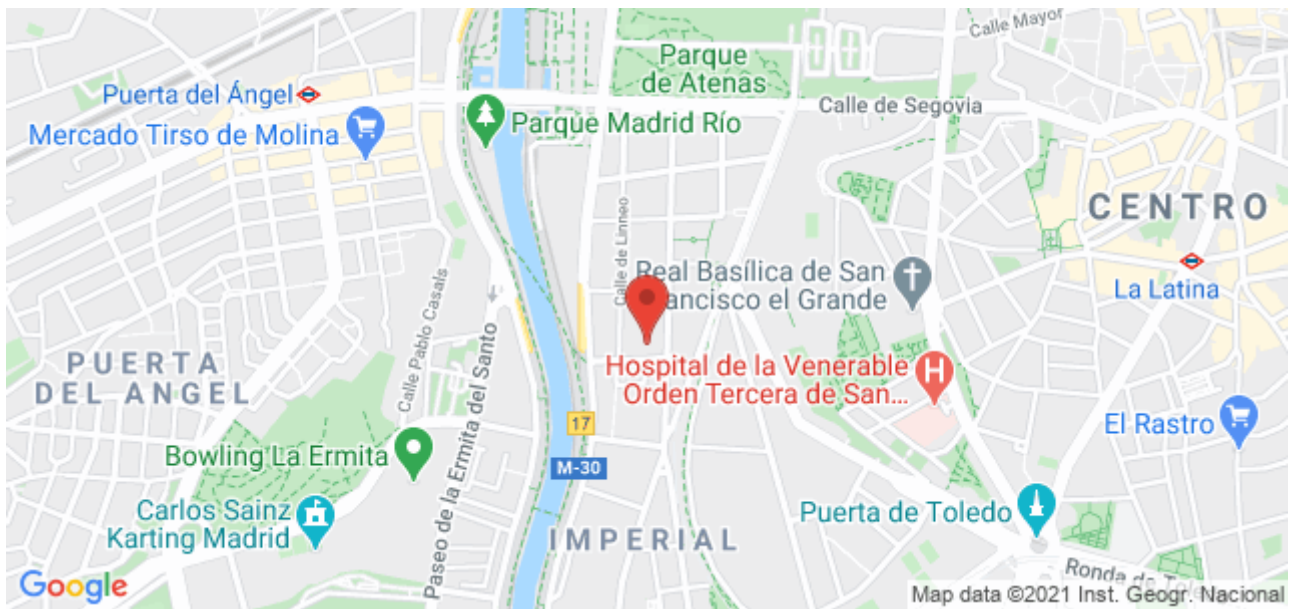 Calle Mayor
Parque
de Atenas
Puerta del Ángel
Calle de Segovia
Parque Madrid Río
Mercado Tirso de Molina
CENTRO
Calle de Linneo
Real Basílica de San
Francisco el Grande
La Latina
Calle Pablo Casals
PUERTA
DEL ANGEL
Hospital de la Venerable
Orden Tercera de San...
17
El Rastro
Bowling La Ermita
M-30
Paseo de la Ermita del Santo
Carlos Sainz
Karting Madrid
Puerta de Toledo
IMPERIAL
Ronda de
Google
Map data ©2021 Inst. Geogr. Nacional